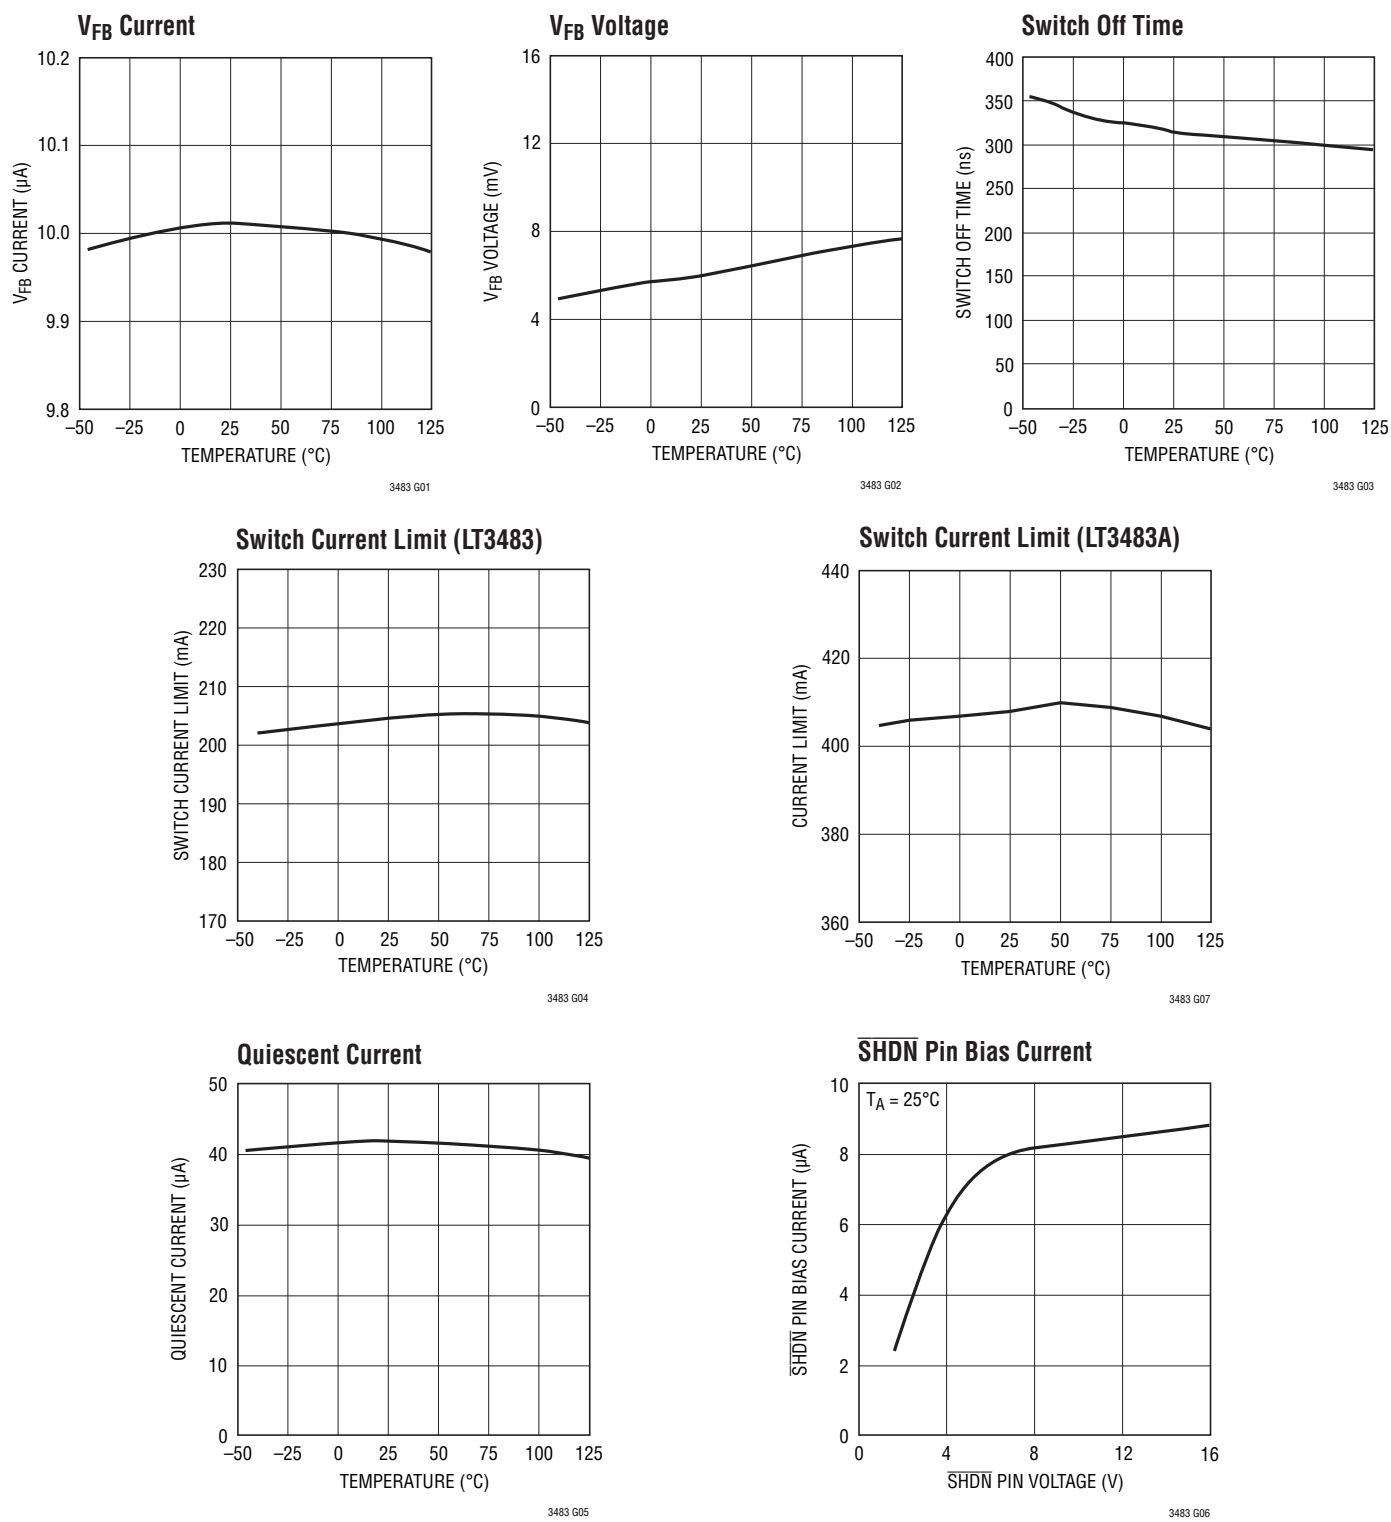 VFB Current
10.2
10.1
10.0
9.9
9.8
VFB CURRENT (µA)
–50 –25 0 25 50 75 100 125
TEMPERATURE (°C)
3483 G01
VFB Voltage
16
12
8
4
0
VFB VOLTAGE (mV)
–50 –25 0 25 50 75 100 125
TEMPERATURE (°C)
3483 G02
Switch Off Time
400
350
300
250
200
150
100
50
0
SWITCH OFF TIME (ns)
–50 –25 0 25 50 75 100 125
TEMPERATURE (°C)
3483 G03
Switch Current Limit (LT3483)
230
220
210
200
190
180
170
SWITCH CURRENT LIMIT (mA)
–50 –25 0 25 50 75 100 125
TEMPERATURE (°C)
3483 G04
Switch Current Limit (LT3483A)
440
420
400
380
360
CURRENT LIMIT (mA)
–50 –25 0 25 50 75 100 125
TEMPERATURE (°C)
3483 G07
Quiescent Current
50
40
30
20
10
0
QUIESCENT CURRENT (µA)
–50 –25 0 25 50 75 100 125
TEMPERATURE (°C)
3483 G05
SHDN Pin Bias Current
TA = 25°C
10
8
6
4
2
0
SHDN PIN BIAS CURRENT (µA)
0 4 8 12 16
SHDN PIN VOLTAGE (V)
3483 G06